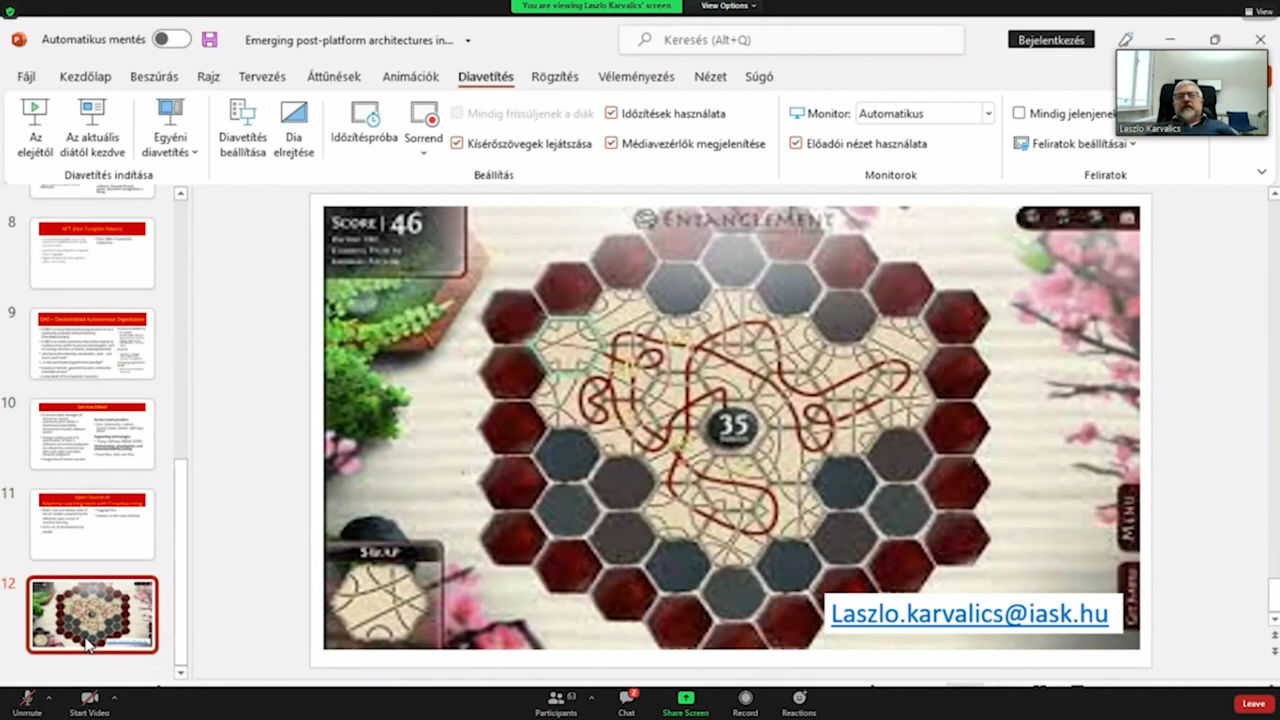 You are viewing Laszlo Karvalics' screen
View Options
View
Automatikus mentés
Emerging post-platform architectures in...
Keresés (Alt+Q)
Bejelentkezés
Fájl
Kezdőlap
Beszúrás
Rajz
Tervezés
Áttűnések
Animációk
Diavetítés
Rögzítés
Véleményezés
Nézet
Súgó
Az elejétől
Az aktuális diától kezdve
Egyéni diavetítés
Diavetítés beállítása
Dia elrejtése
Időzítéspróba
Sorrend
Mindig frissüljenek a diák
Kísérőszövegek lejátszása
Időzítések használata
Médiavezérlők megjelenítése
Monitor:
Automatikus
Előadói nézet használata
Mindig jelenjenek
Feliratok beállításai
Laszlo Karvalics
Diavetítés indítása
Beállítás
Monitorok
Feliratok
8
9
10
11
12
SCORE | 46
ENTANGLEMENT
35
SWAP
MENU
Laszlo.karvalics@iask.hu
Unmute
Start Video
63
Participants
2
Chat
Share Screen
Record
Reactions
Leave